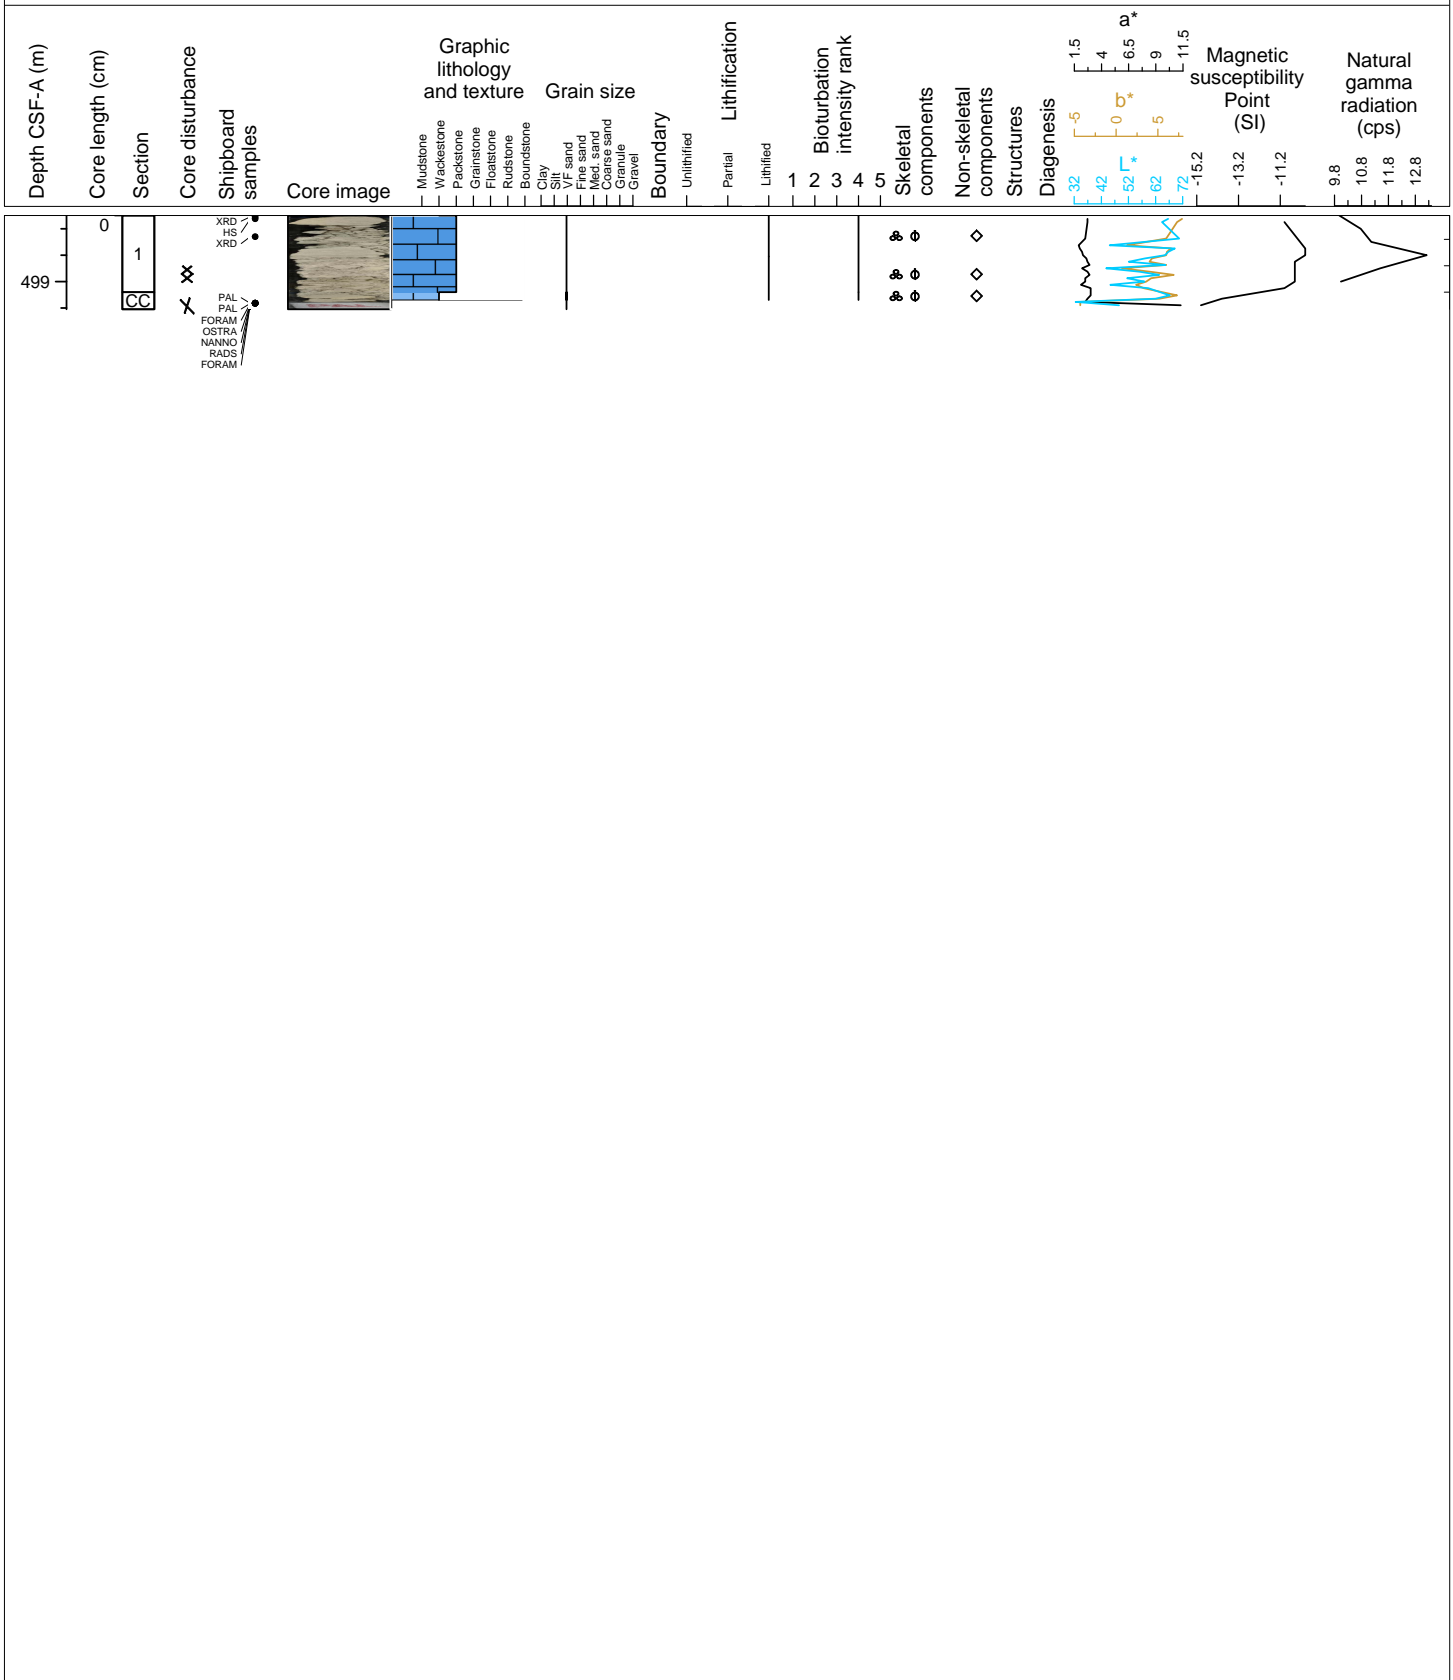 Depth CSF-A (m)
Core length (cm)
Section
Core disturbance
Shipboard
samples
Core image
Graphic
lithology
and texture
Mudstone
Wackestone
Packstone
Grainstone
Floatstone
Rudstone
Boundstone
Grain size
Clay
Silt
VF sand
Fine sand
Med. sand
Coarse sand
Granule
Gravel
Boundary
Lithification
Unlithified
Partial
Lithified
Bioturbation
intensity rank
1 2 3 4 5
Skeletal
components
Non-skeletal
components
Structures
Diagenesis
a*
1.5 4 6.5 9 11.5
b*
-5 0 5
L*
32 42 52 62 72
Magnetic
susceptibility
Point
(SI)
-15.2 -13.2 -11.2
Natural
gamma
radiation
(cps)
9.8 10.8 11.8 12.8
0
1
499
CC
XRD
HS
XRD
PAL
PAL
FORAM
OSTRA
NANNO
RADS
FORAM